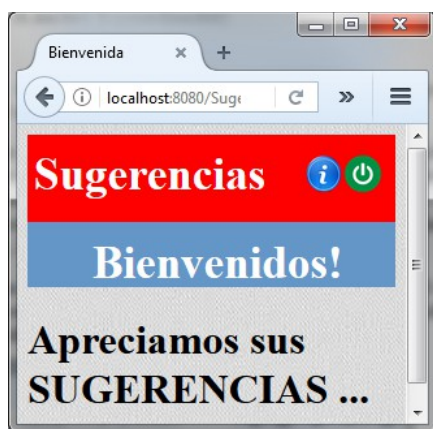 Bienvenida
localhost:8080/Suge
Sugerencias
Bienvenidos!
Apreciamos sus
SUGERENCIAS ...